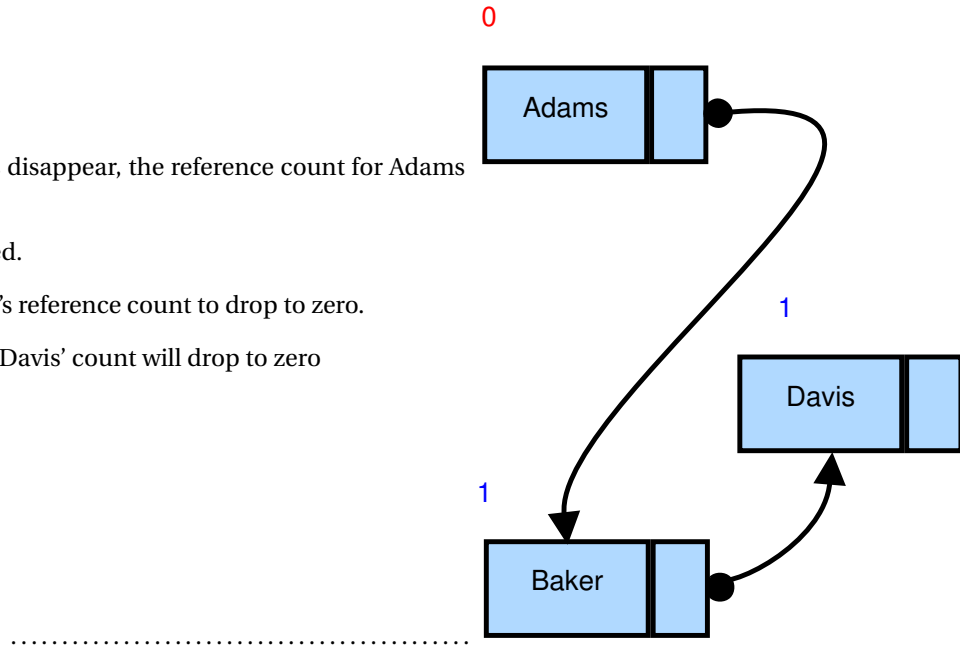 0
Adams
disappear, the reference count for Adams
ed.
’s reference count to drop to zero.
1
Davis’ count will drop to zero
Davis
1
Baker
......................................................